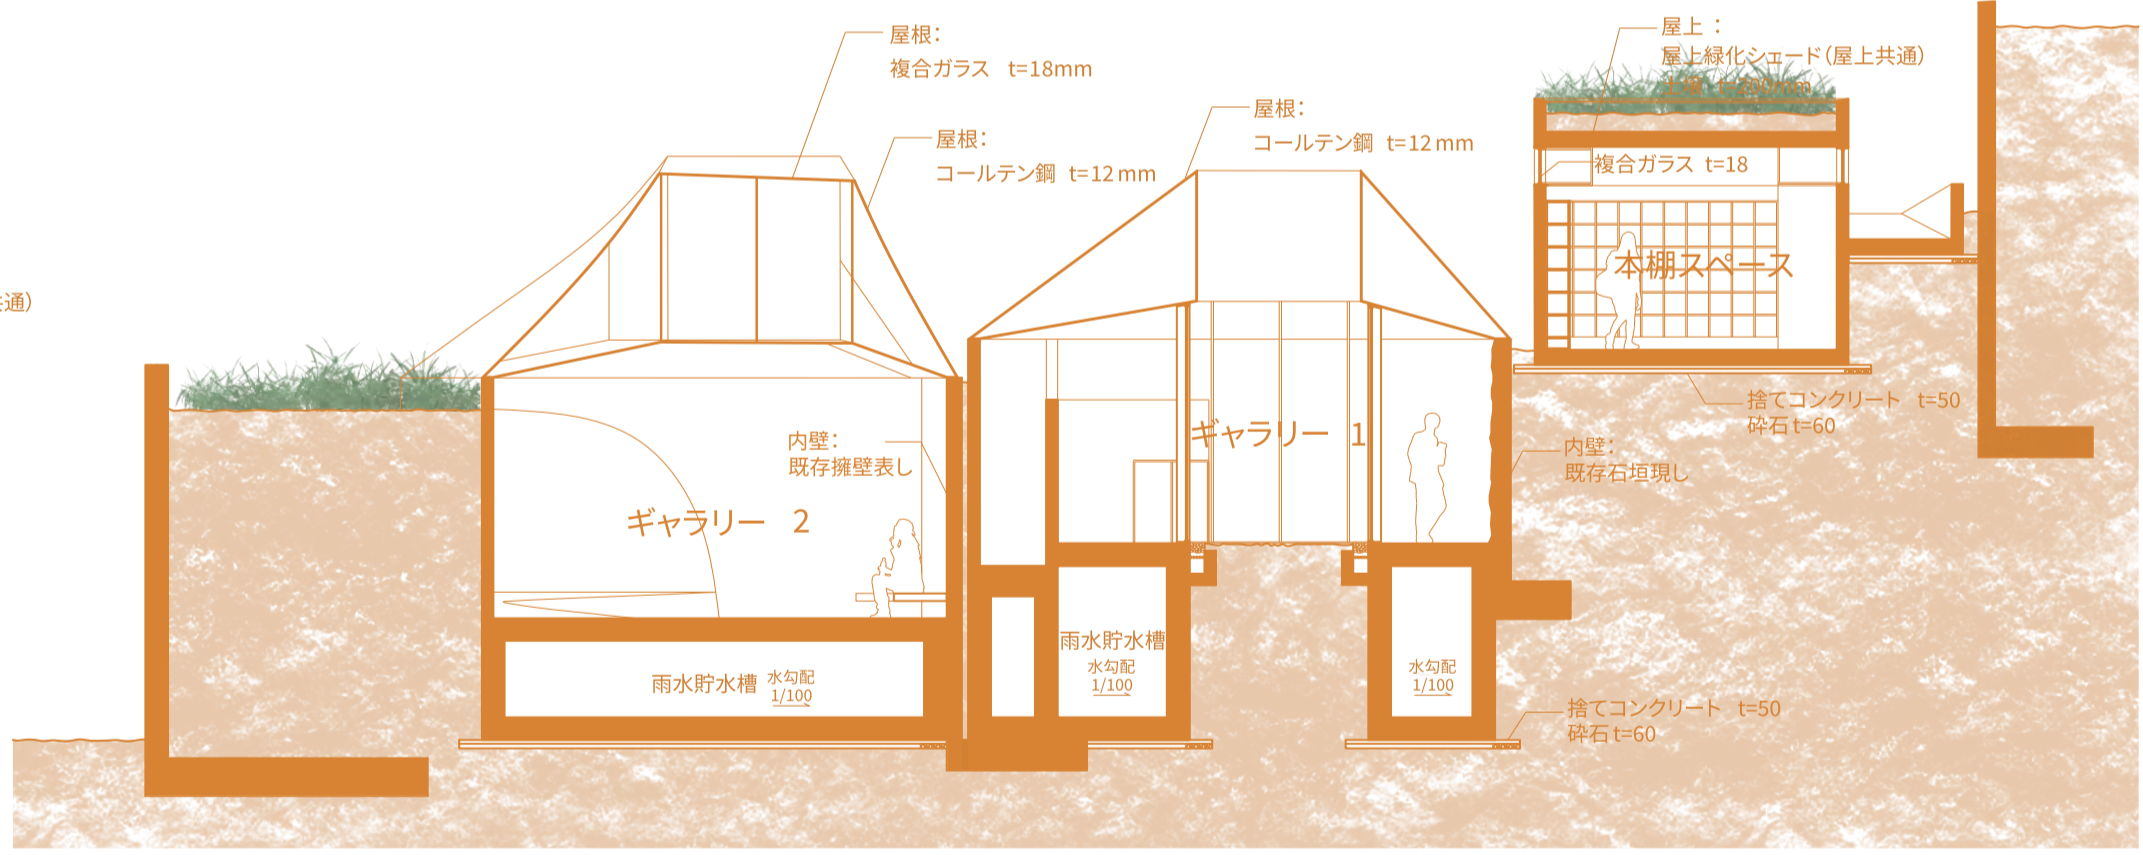 屋根：
複合ガラス t=18mm
屋根：
コールテン鋼 t=12mm
屋根：
コールテン鋼 t=12mm
屋上：
屋上緑化シェード（屋上共通）
土壌 t=200mm
複合ガラス t=18
本棚スペース
共通）
捨てコンクリート t=50
砕石 t=60
内壁：
既存擁壁表し
ギャラリー 1
内壁：
既存石垣現し
ギャラリー 2
雨水貯水槽
水勾配
1/100
雨水貯水槽
水勾配
1/100
水勾配
1/100
捨てコンクリート t=50
砕石 t=60